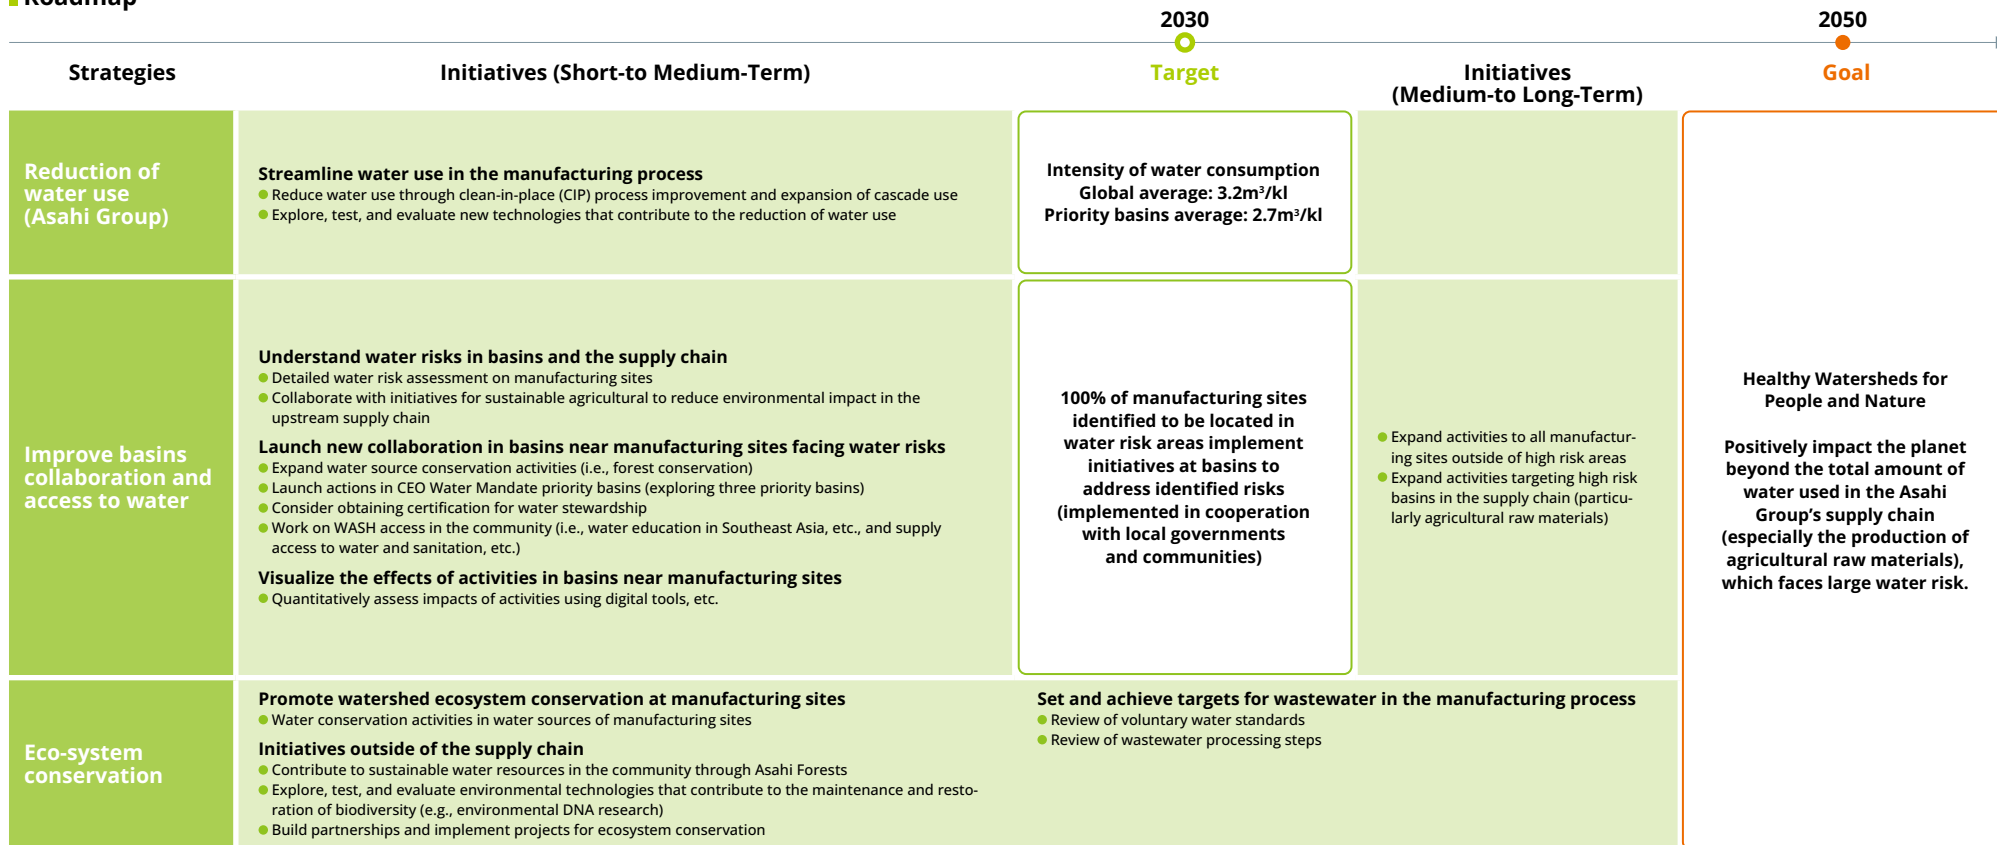 Roadmap
2030
2050
Strategies
Initiatives (Short-to Medium-Term)
Target
Initiatives
(Medium-to Long-Term)
Goal
Reduction of
water use
(Asahi Group)
Streamline water use in the manufacturing process
● Reduce water use through clean-in-place (CIP) process improvement and expansion of cascade use
● Explore, test, and evaluate new technologies that contribute to the reduction of water use
Intensity of water consumption
Global average: 3.2m³/kl
Priority basins average: 2.7m³/kl
Improve basins
collaboration and
access to water
Understand water risks in basins and the supply chain
● Detailed water risk assessment on manufacturing sites
● Collaborate with initiatives for sustainable agricultural to reduce environmental impact in the
upstream supply chain
Launch new collaboration in basins near manufacturing sites facing water risks
● Expand water source conservation activities (i.e., forest conservation)
● Launch actions in CEO Water Mandate priority basins (exploring three priority basins)
● Consider obtaining certification for water stewardship
● Work on WASH access in the community (i.e., water education in Southeast Asia, etc., and supply
access to water and sanitation, etc.)
Visualize the effects of activities in basins near manufacturing sites
● Quantitatively assess impacts of activities using digital tools, etc.
100% of manufacturing sites
identified to be located in
water risk areas implement
initiatives at basins to
address identified risks
(implemented in cooperation
with local governments
and communities)
● Expand activities to all manufactur-
ing sites outside of high risk areas
● Expand activities targeting high risk
basins in the supply chain (particu-
larly agricultural raw materials)
Healthy Watersheds for
People and Nature
Positively impact the planet
beyond the total amount of
water used in the Asahi
Group's supply chain
(especially the production of
agricultural raw materials),
which faces large water risk.
Eco-system
conservation
Promote watershed ecosystem conservation at manufacturing sites
● Water conservation activities in water sources of manufacturing sites
Initiatives outside of the supply chain
● Contribute to sustainable water resources in the community through Asahi Forests
● Explore, test, and evaluate environmental technologies that contribute to the maintenance and resto-
ration of biodiversity (e.g., environmental DNA research)
● Build partnerships and implement projects for ecosystem conservation
Set and achieve targets for wastewater in the manufacturing process
● Review of voluntary water standards
● Review of wastewater processing steps